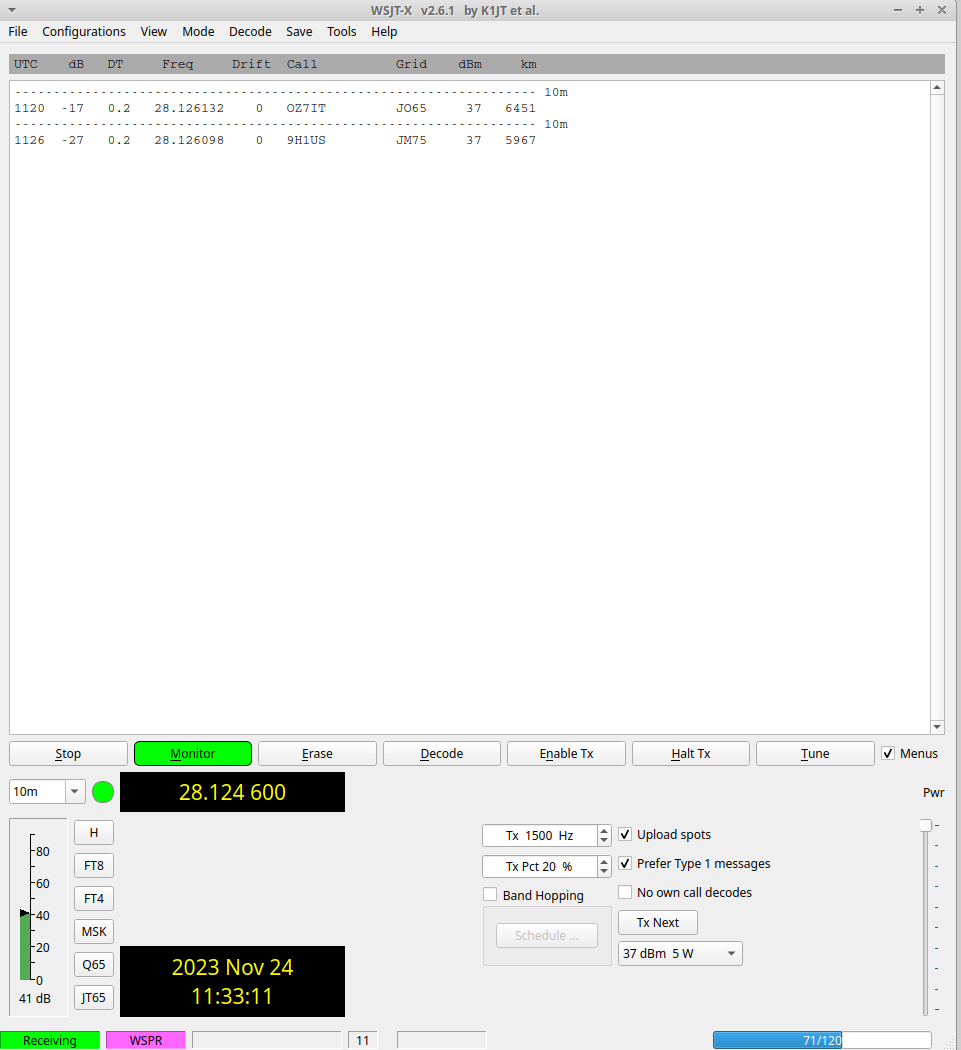 WSJT-X v2.6.1 by K1JT et al.
File Configurations View Mode Decode Save Tools Help
UTC dB DT Freq Drift Call Grid dBm km
------------------------------------------------------------------- 10m
1120 -17 0.2 28.126132 0 OZ7IT JO65 37 6451
------------------------------------------------------------------- 10m
1126 -27 0.2 28.126098 0 9H1US JM75 37 5967
Stop Monitor Erase Decode Enable Tx Halt Tx Tune Menus
10m 28.124 600 Pwr
H
FT8
FT4
MSK
Q65
JT65
80
60
40
20
0
41 dB
Tx 1500 Hz Upload spots
Tx Pct 20 % Prefer Type 1 messages
Band Hopping No own call decodes
Schedule ... Tx Next
37 dBm 5 W
2023 Nov 24
11:33:11
Receiving WSPR 11 71/120